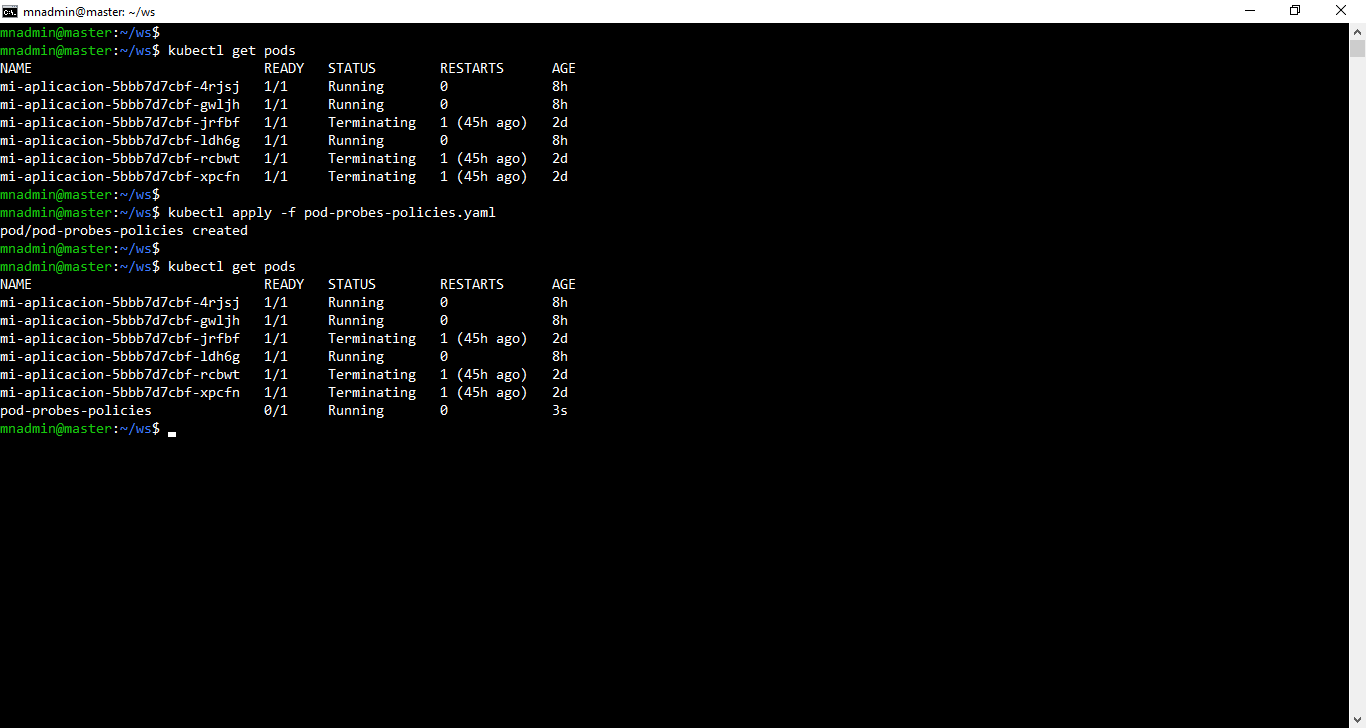 mnadmin@master: ~/ws
mnadmin@master:~/ws$
mnadmin@master:~/ws$ kubectl get pods
NAME                             READY   STATUS        RESTARTS      AGE
mi-aplicacion-5bbb7d7cbf-4rjsj   1/1     Running       0             8h
mi-aplicacion-5bbb7d7cbf-gwljh   1/1     Running       0             8h
mi-aplicacion-5bbb7d7cbf-jrfbf   1/1     Terminating   1 (45h ago)   2d
mi-aplicacion-5bbb7d7cbf-ldh6g   1/1     Running       0             8h
mi-aplicacion-5bbb7d7cbf-rcbwt   1/1     Terminating   1 (45h ago)   2d
mi-aplicacion-5bbb7d7cbf-xpcfn   1/1     Terminating   1 (45h ago)   2d
mnadmin@master:~/ws$
mnadmin@master:~/ws$ kubectl apply -f pod-probes-policies.yaml
pod/pod-probes-policies created
mnadmin@master:~/ws$
mnadmin@master:~/ws$ kubectl get pods
NAME                             READY   STATUS        RESTARTS      AGE
mi-aplicacion-5bbb7d7cbf-4rjsj   1/1     Running       0             8h
mi-aplicacion-5bbb7d7cbf-gwljh   1/1     Running       0             8h
mi-aplicacion-5bbb7d7cbf-jrfbf   1/1     Terminating   1 (45h ago)   2d
mi-aplicacion-5bbb7d7cbf-ldh6g   1/1     Running       0             8h
mi-aplicacion-5bbb7d7cbf-rcbwt   1/1     Terminating   1 (45h ago)   2d
mi-aplicacion-5bbb7d7cbf-xpcfn   1/1     Terminating   1 (45h ago)   2d
pod-probes-policies              0/1     Running       0             3s
mnadmin@master:~/ws$